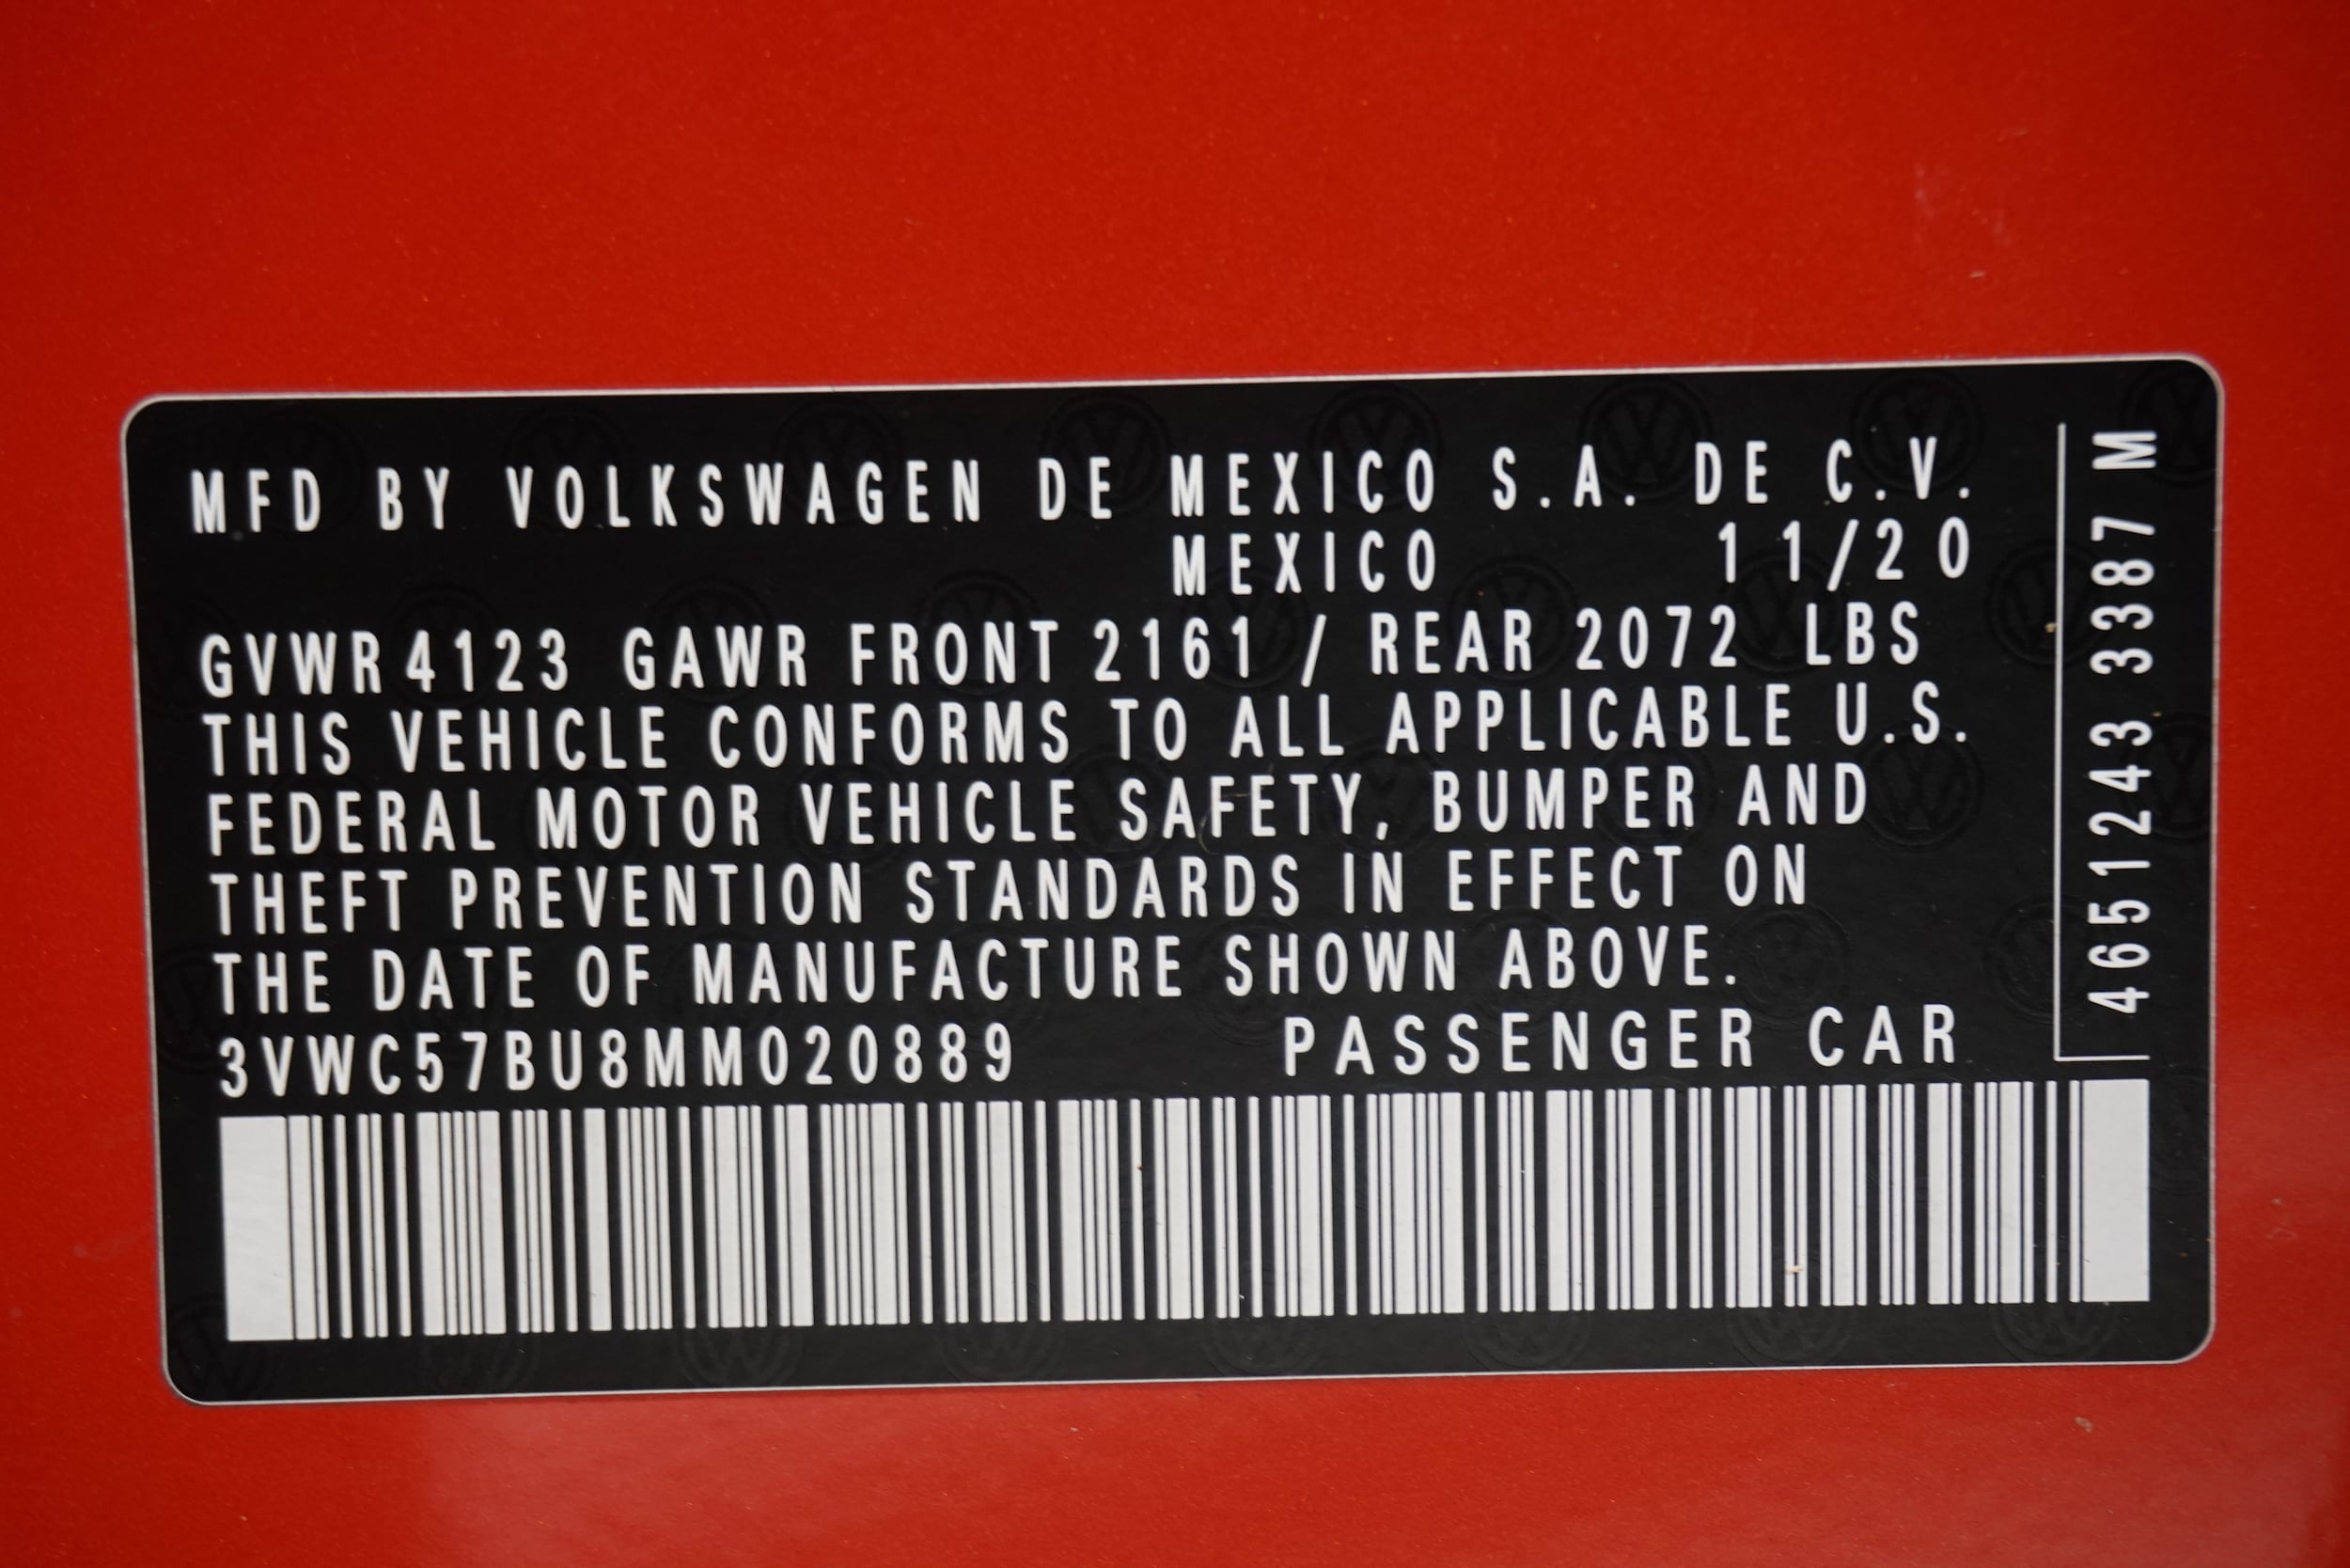 MFD BY VOLKSWAGEN DE MEXICO S.A. DE C.V.
MEXICO 11/20
GVWR 4123 GAWR FRONT 2161 / REAR 2072 LBS
THIS VEHICLE CONFORMS TO ALL APPLICABLE U.S.
FEDERAL MOTOR VEHICLE SAFETY, BUMPER AND
THEFT PREVENTION STANDARDS IN EFFECT ON
THE DATE OF MANUFACTURE SHOWN ABOVE.
3VWC57BU8MM020889 PASSENGER CAR
4651243 3387 M